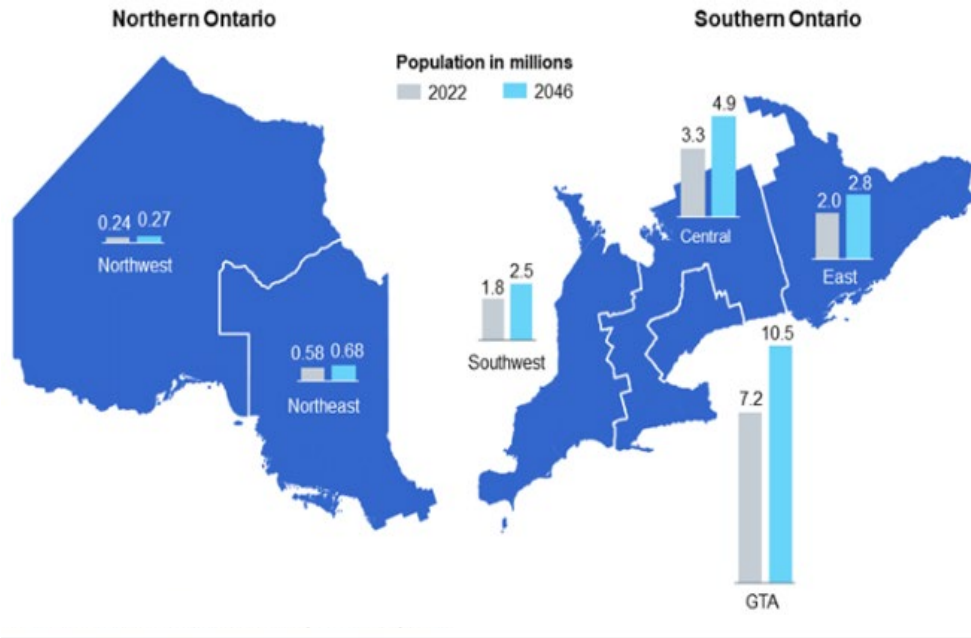 Northern Ontario
Southern Ontario
Population in millions
2022 2046
0.24 0.27
Northwest
0.58 0.68
Northeast
3.3 4.9
Central
2.0 2.8
East
1.8 2.5
Southwest
7.2 10.5
GTA